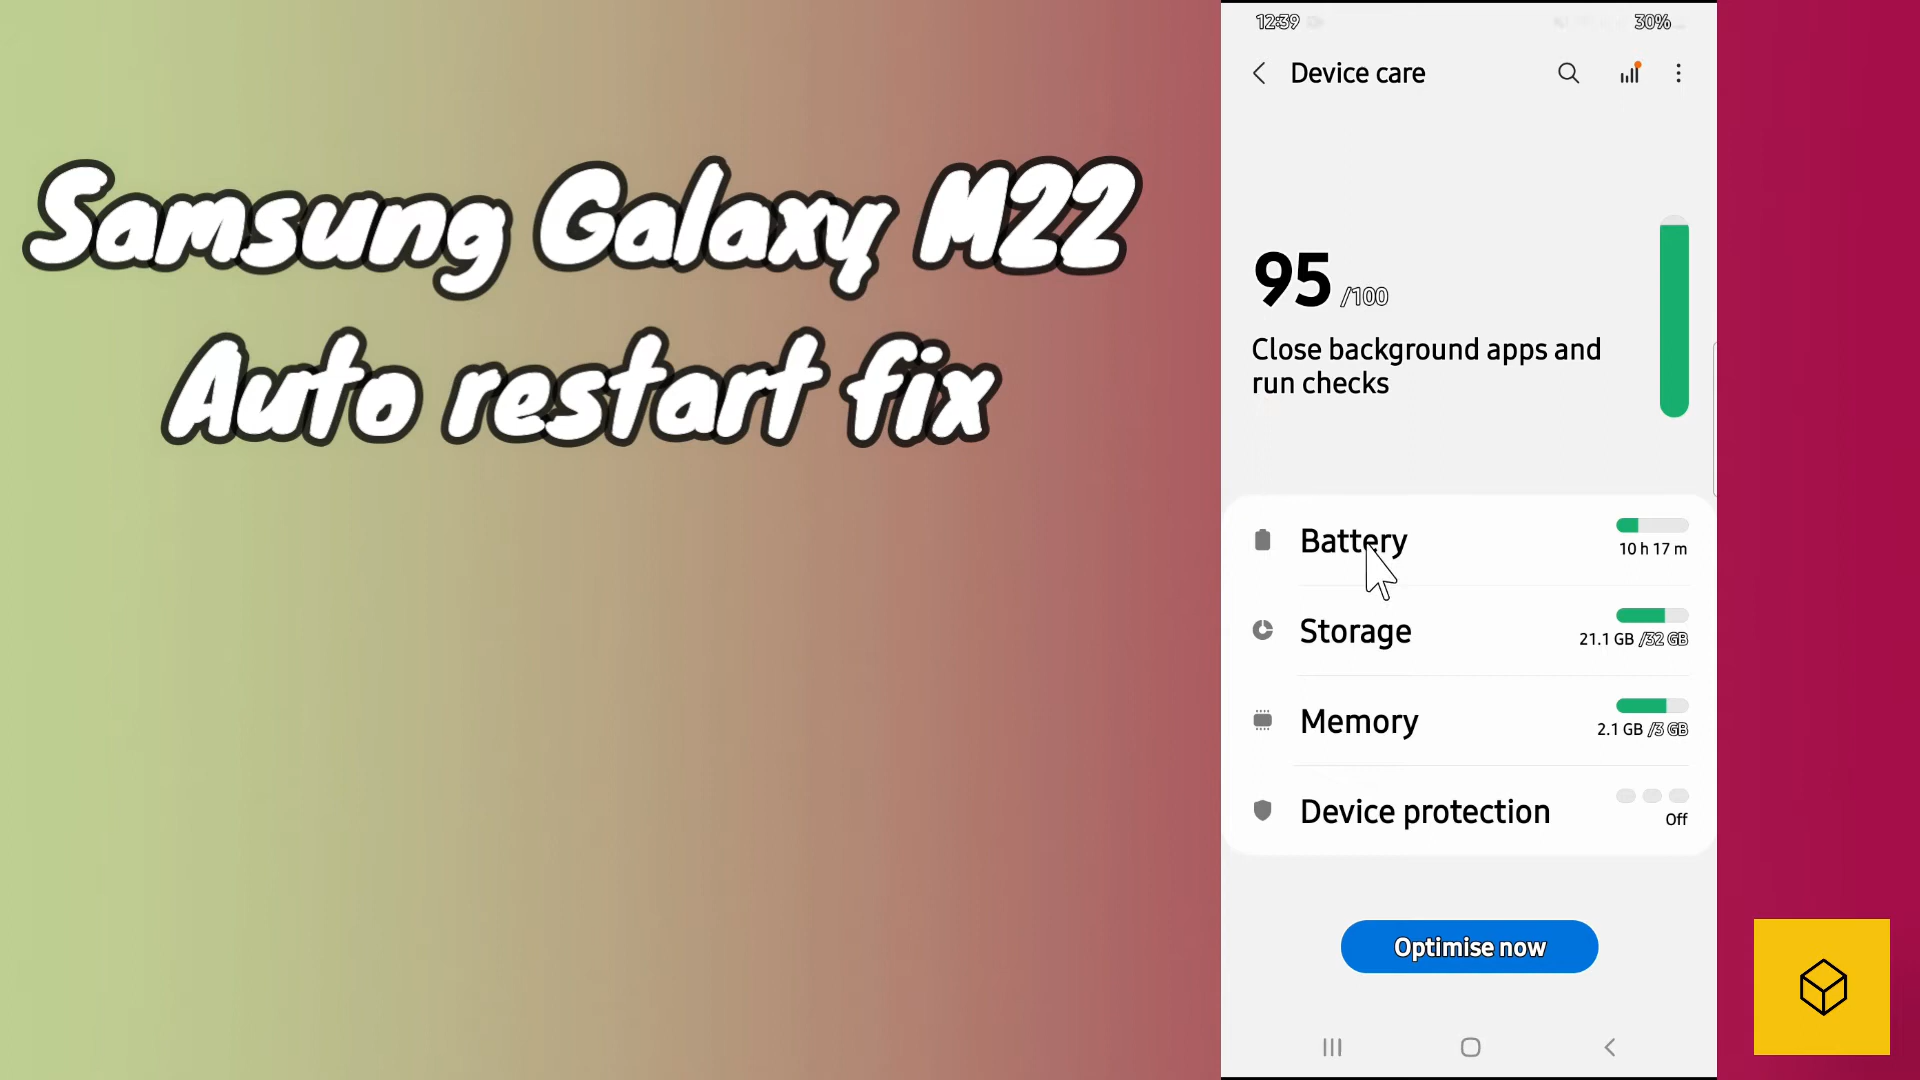 Samsung Galaxy M22
Auto restart fix
12:39
30%
Device care
95 /100
Close background apps and
run checks
Battery
10 h 17 m
Storage
21.1 GB /32 GB
Memory
2.1 GB /3 GB
Device protection
Off
Optimise now